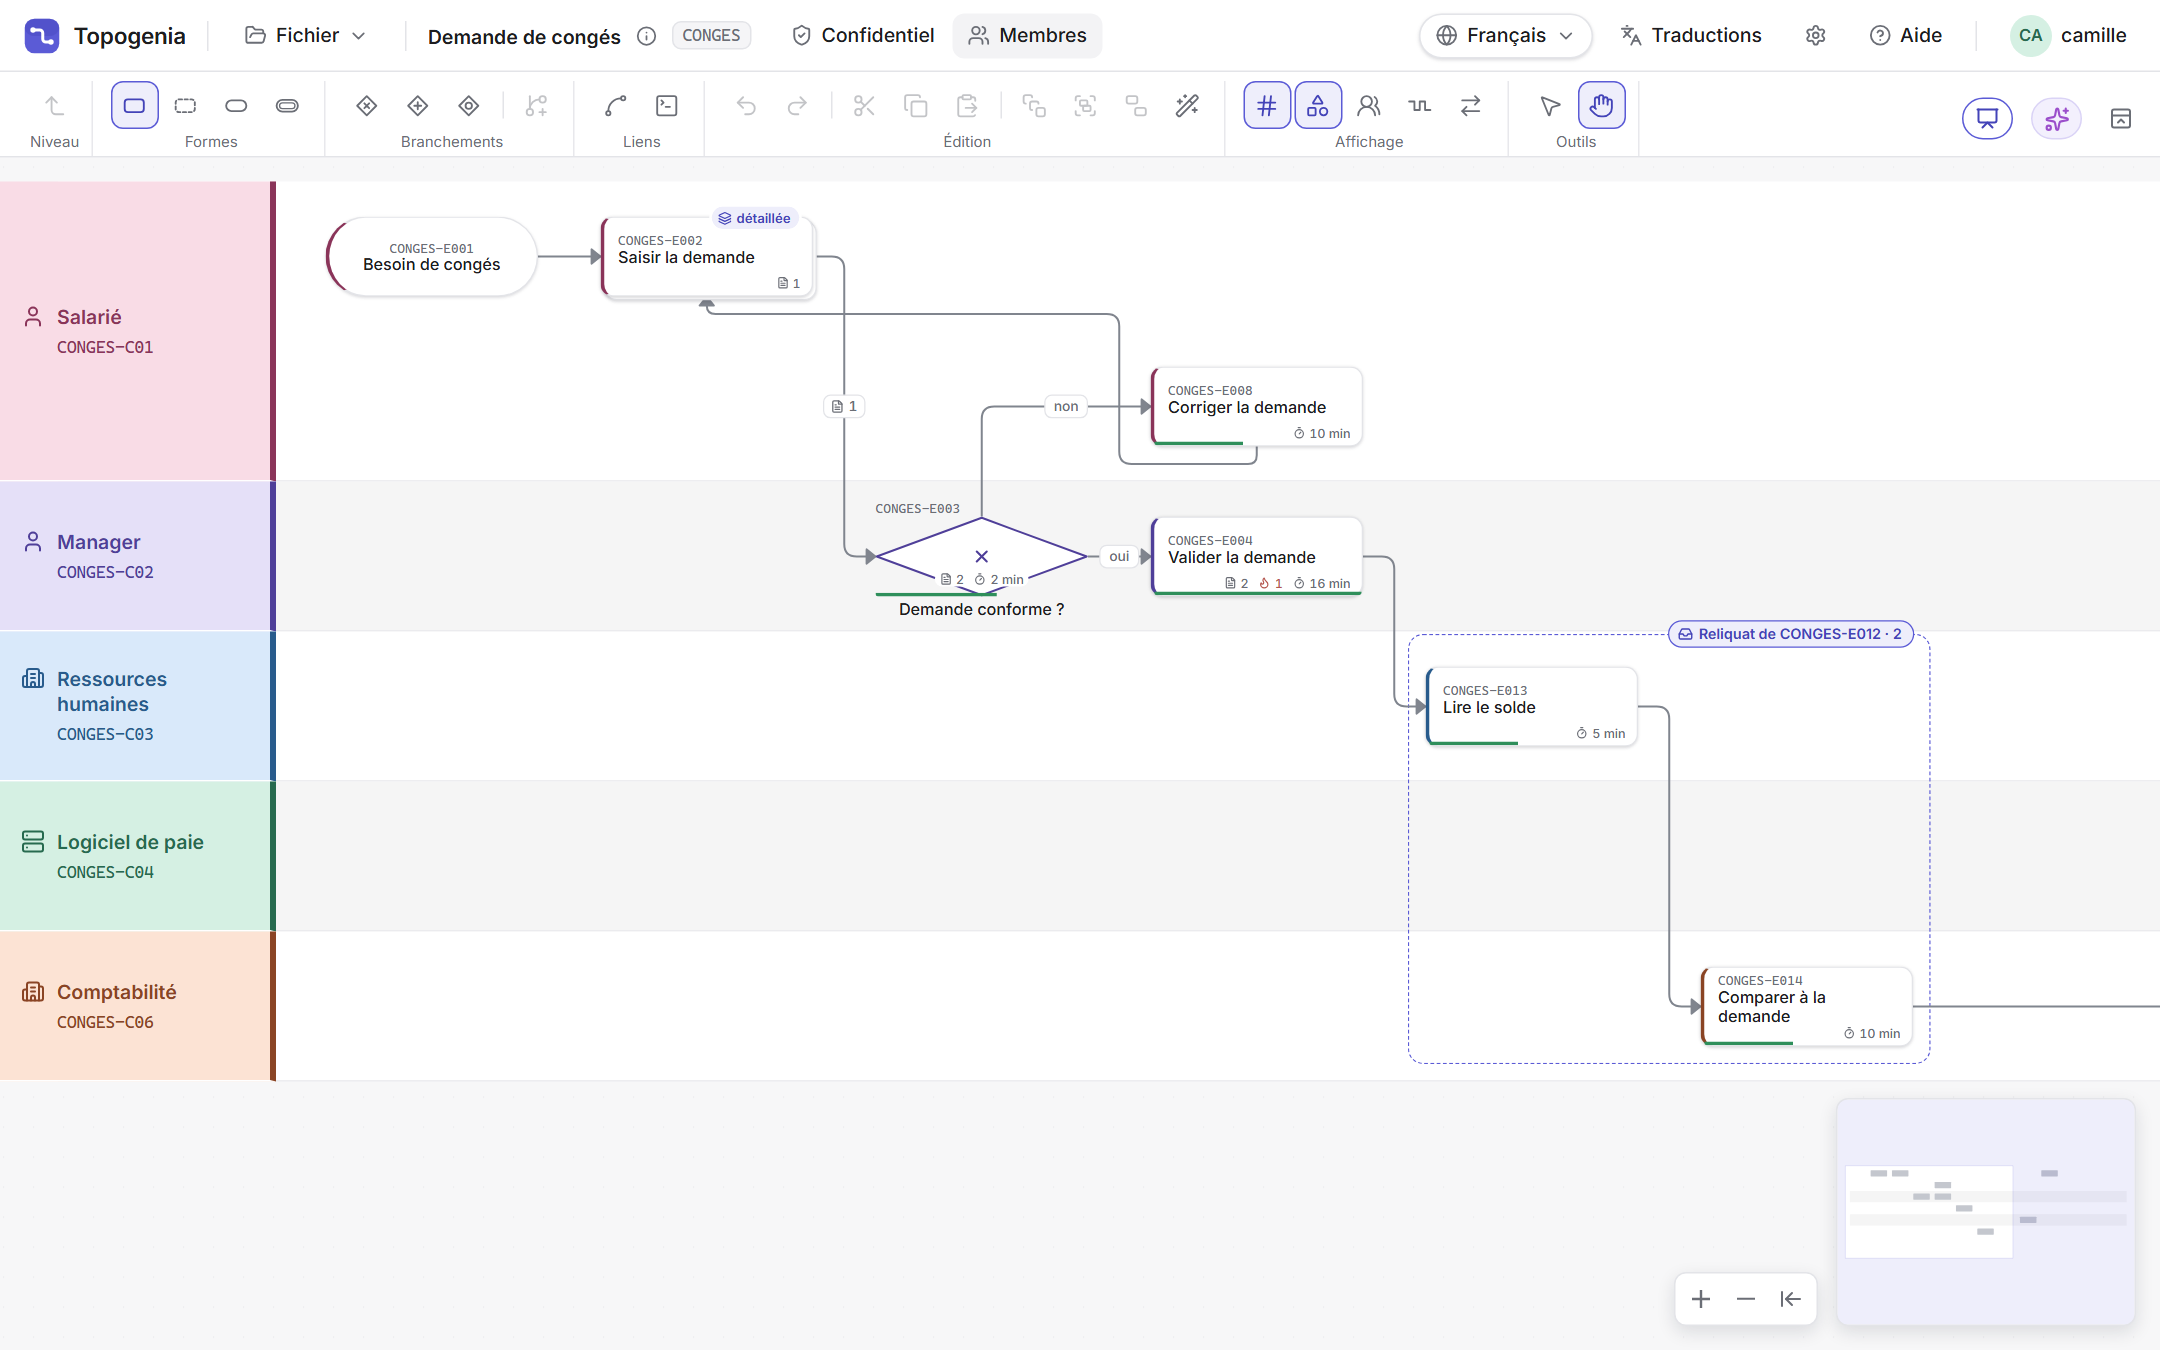 Topogenia
Fichier
Demande de congés
CONGES
Confidentiel
Membres
Français
Traductions
Aide
CA
camille
Niveau
Formes
Branchements
Liens
Édition
Affichage
Outils
Salarié
CONGES-C01
Manager
CONGES-C02
Ressources
humaines
CONGES-C03
Logiciel de paie
CONGES-C04
Comptabilité
CONGES-C06
CONGES-E001
Besoin de congés
détaillée
CONGES-E002
Saisir la demande
1
1
non
CONGES-E008
Corriger la demande
10 min
CONGES-E003
2
2 min
Demande conforme ?
oui
CONGES-E004
Valider la demande
2
1
16 min
Reliquat de CONGES-E012 · 2
CONGES-E013
Lire le solde
5 min
CONGES-E014
Comparer à la
demande
10 min